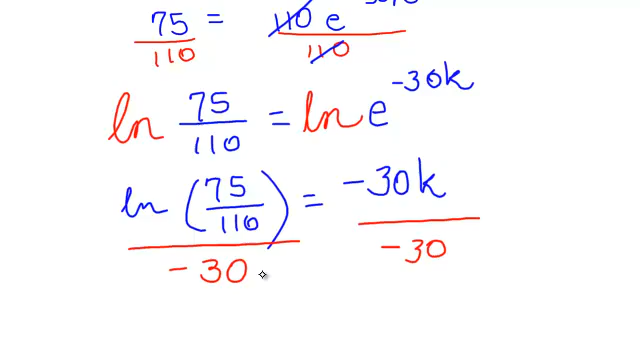 75 = 110 e
110 110
ln 75/110 = ln e^-30k
ln (75/110) = -30k
-30 -30